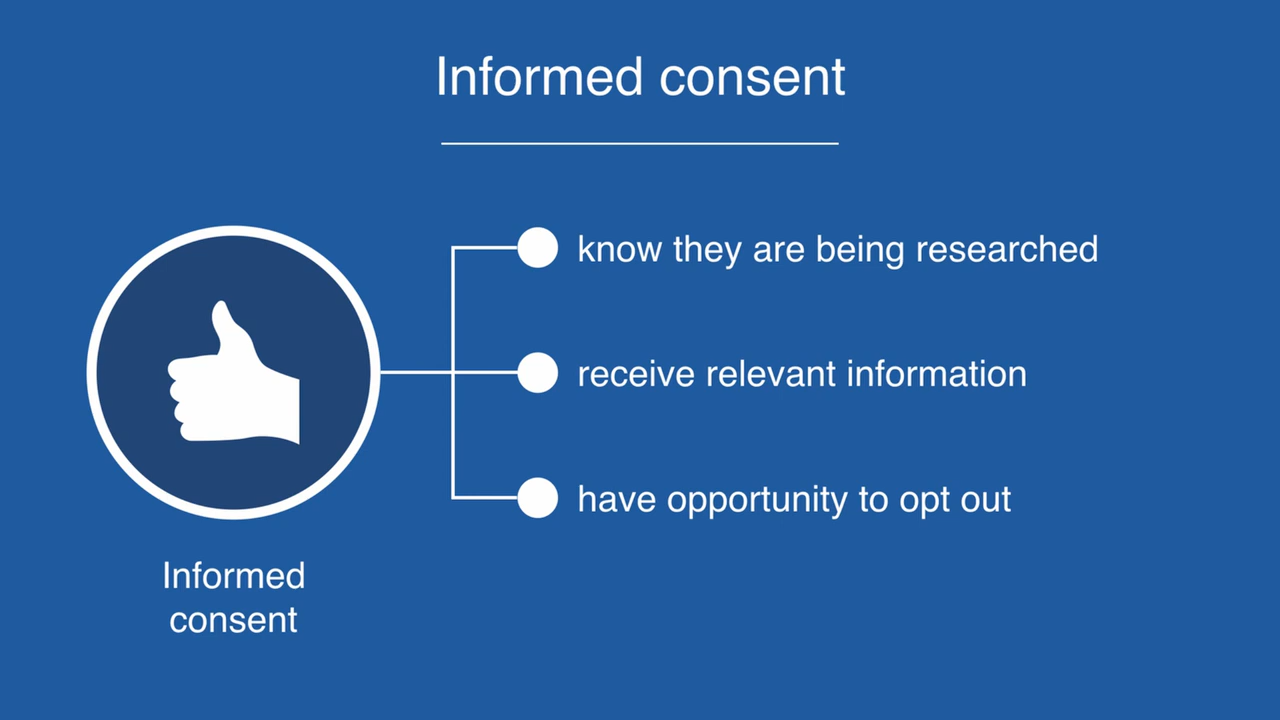 Informed consent
know they are being researched
receive relevant information
have opportunity to opt out
Informed
consent